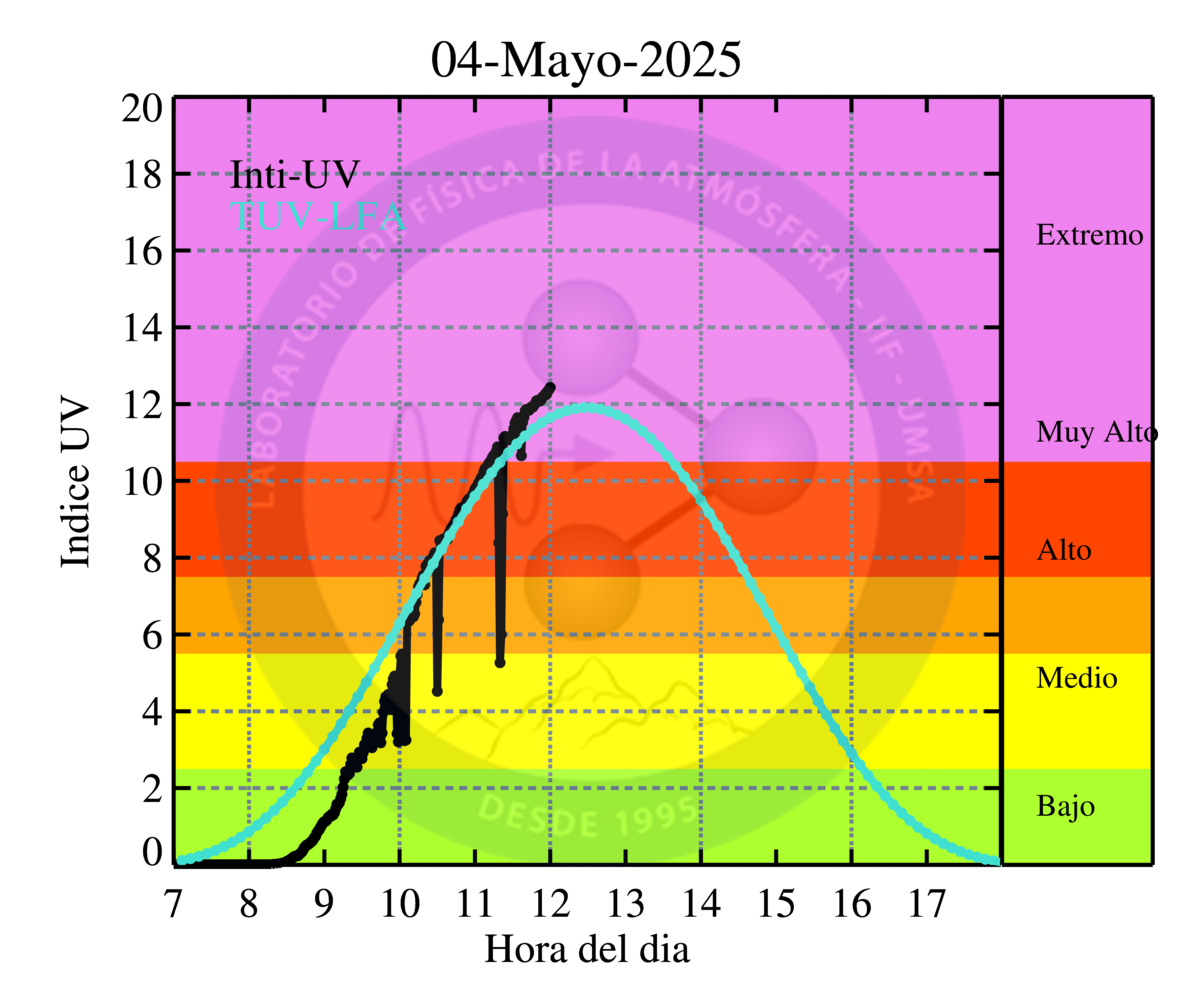 04-Mayo-2025
20
18
16
14
12
10
8
6
4
2
0
Indice UV
Inti-UV
TUV-LFA
LABORATORIO DE FÍSICA DE LA ATMÓSFERA - IIF - UMSA
DESDE 1995
Extremo
Muy Alto
Alto
Medio
Bajo
7 8 9 10 11 12 13 14 15 16 17
Hora del dia